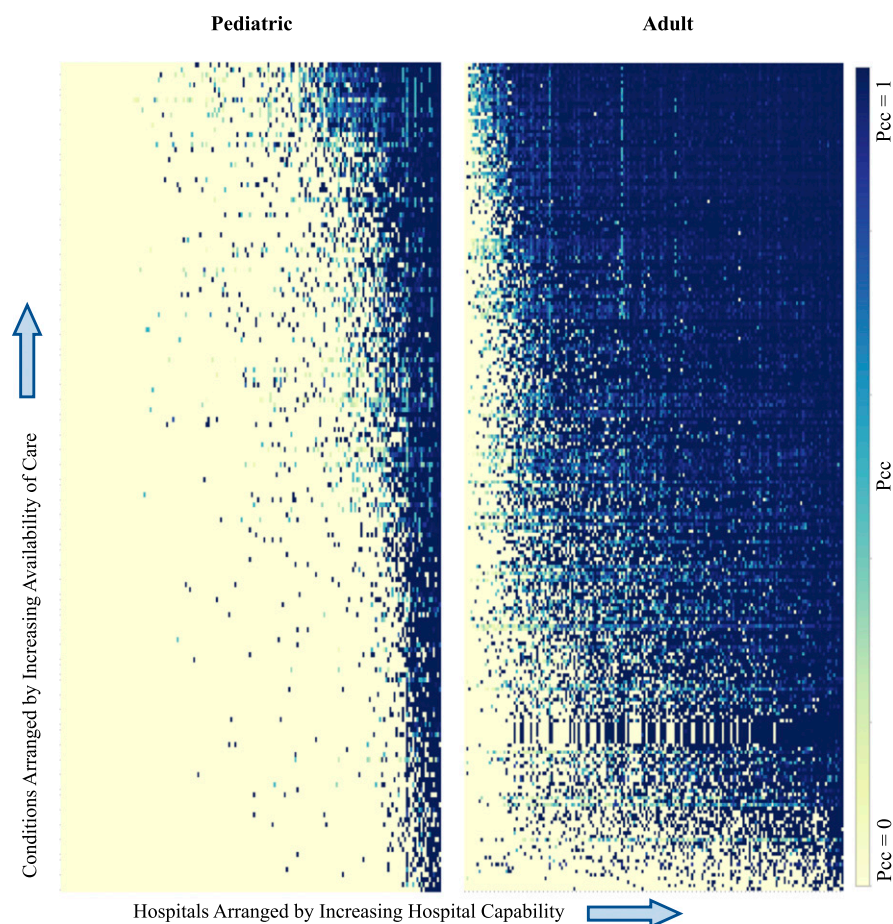 Pediatric
Adult
Conditions Arranged by Increasing Availability of Care
Pcc = 1
Pcc
Pcc = 0
Hospitals Arranged by Increasing Hospital Capability